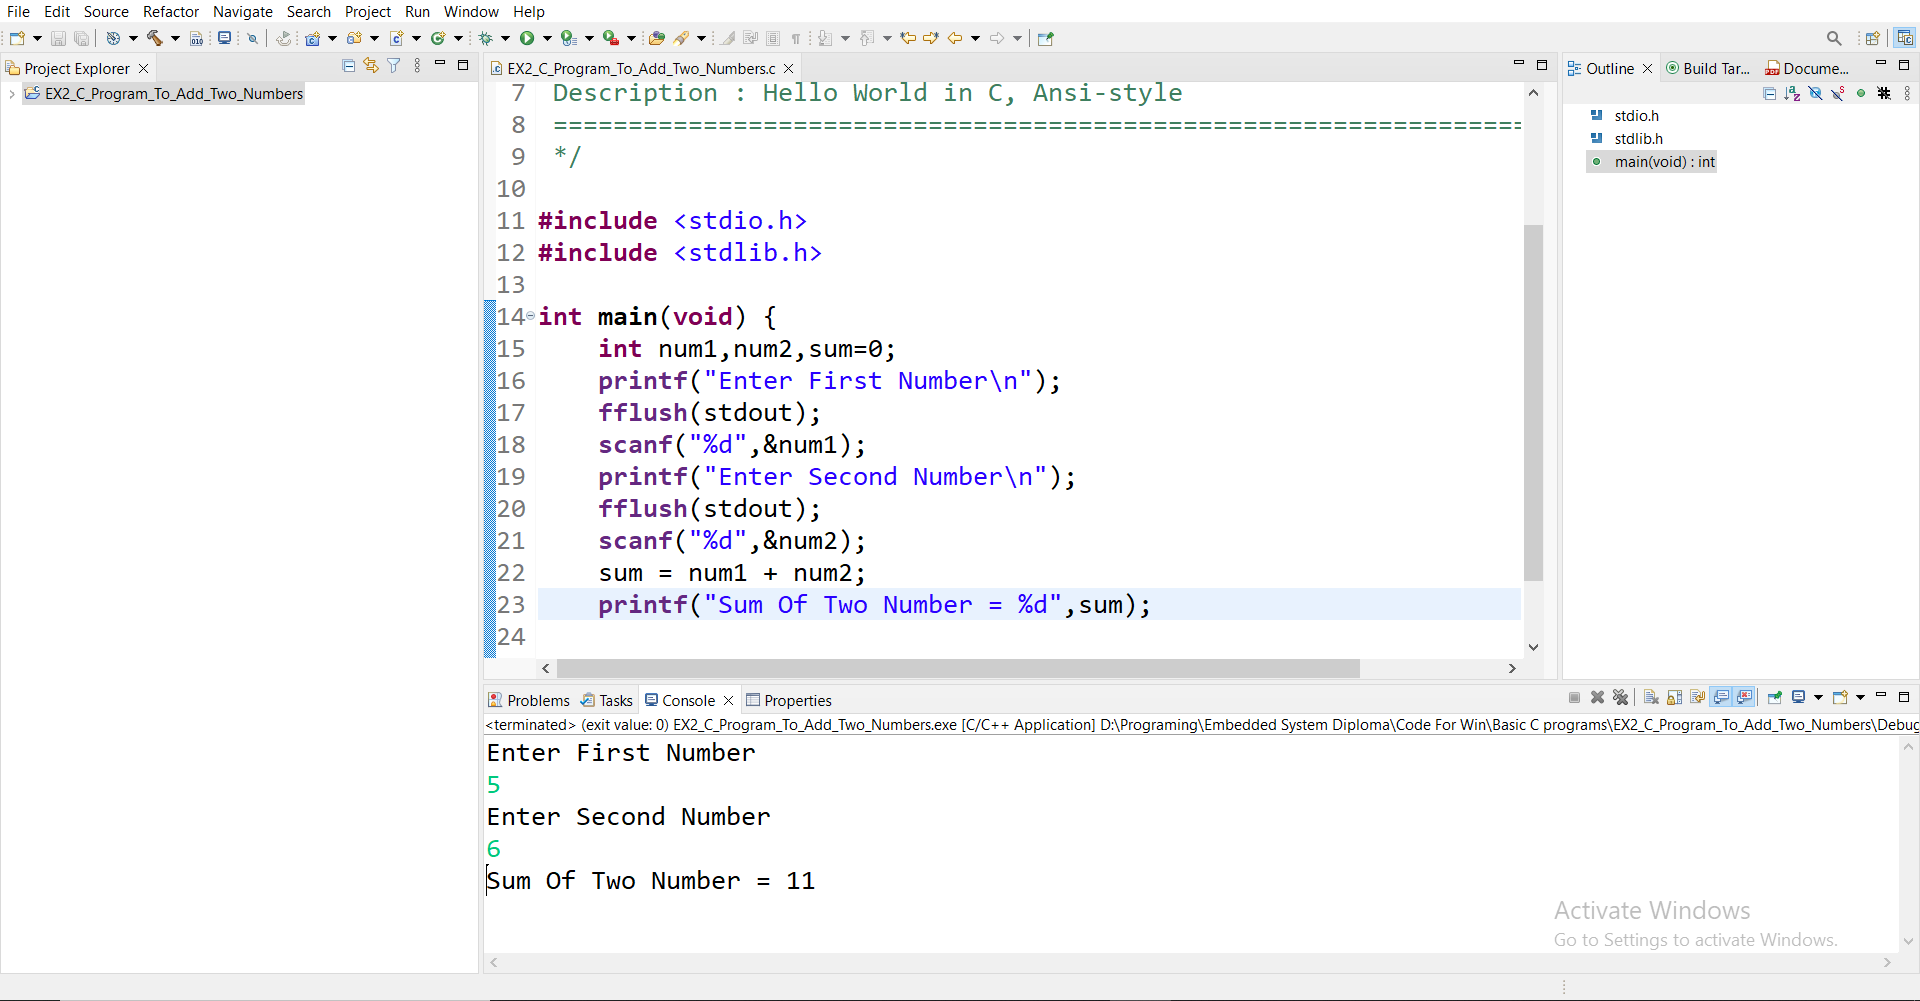 File Edit Source Refactor Navigate Search Project Run Window Help
Project Explorer
EX2_C_Program_To_Add_Two_Numbers
EX2_C_Program_To_Add_Two_Numbers.c
7 Description : Hello World in C, Ansi-style
8 =================================================================
9 */
10
11 #include <stdio.h>
12 #include <stdlib.h>
13
14 int main(void) {
15 int num1,num2,sum=0;
16 printf("Enter First Number\n");
17 fflush(stdout);
18 scanf("%d",&num1);
19 printf("Enter Second Number\n");
20 fflush(stdout);
21 scanf("%d",&num2);
22 sum = num1 + num2;
23 printf("Sum Of Two Number = %d",sum);
24
Outline Build Tar... Docume...
stdio.h
stdlib.h
main(void) : int
Problems Tasks Console Properties
<terminated> (exit value: 0) EX2_C_Program_To_Add_Two_Numbers.exe [C/C++ Application] D:\Programing\Embedded System Diploma\Code For Win\Basic C programs\EX2_C_Program_To_Add_Two_Numbers\Debug
Enter First Number
5
Enter Second Number
6
Sum Of Two Number = 11
Activate Windows
Go to Settings to activate Windows.